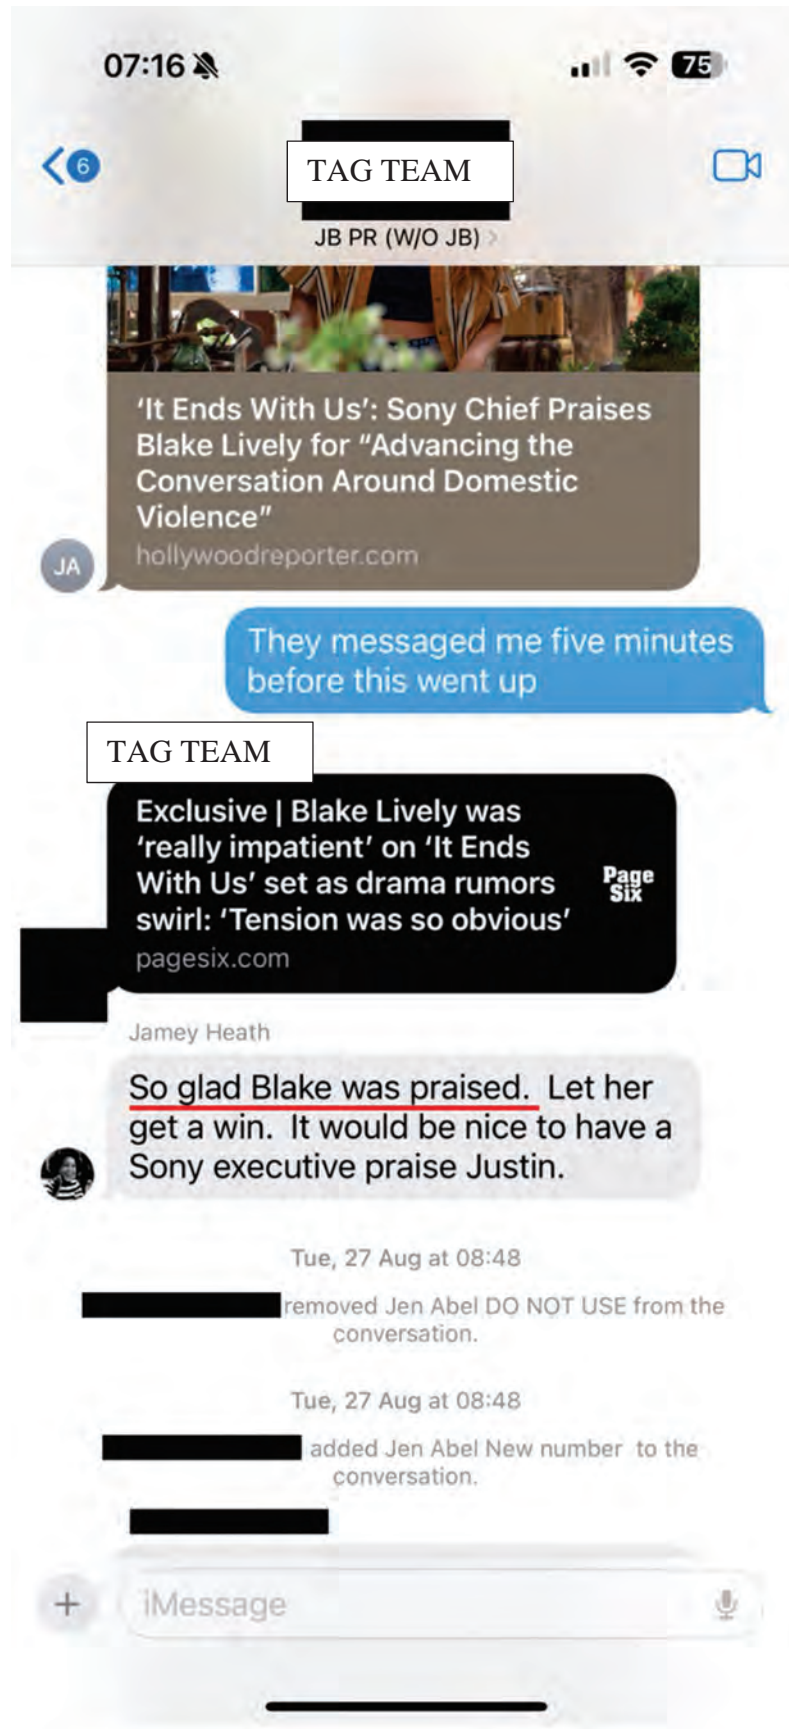 07:16
75
6
TAG TEAM
JB PR (W/O JB)
'It Ends With Us': Sony Chief Praises
Blake Lively for "Advancing the
Conversation Around Domestic
Violence"
hollywoodreporter.com
JA
They messaged me five minutes
before this went up
TAG TEAM
Exclusive | Blake Lively was
'really impatient' on 'It Ends
With Us' set as drama rumors
swirl: 'Tension was so obvious'
Page
Six
pagesix.com
Jamey Heath
So glad Blake was praised.  Let her
get a win.  It would be nice to have a
Sony executive praise Justin.
Tue, 27 Aug at 08:48
removed Jen Abel DO NOT USE from the
conversation.
Tue, 27 Aug at 08:48
added Jen Abel New number  to the
conversation.
iMessage